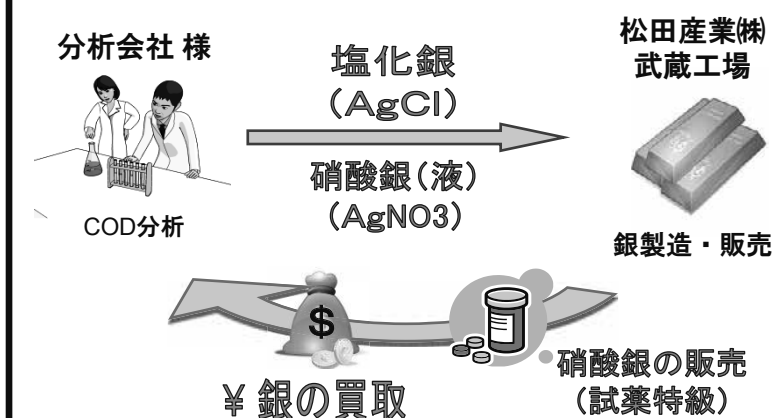 分析会社 様
COD分析
塩化銀
(AgCl)
硝酸銀(液)
(AgNO3)
松田産業㈱
武蔵工場
銀製造・販売
$
¥ 銀の買取
硝酸銀の販売
(試薬特級)